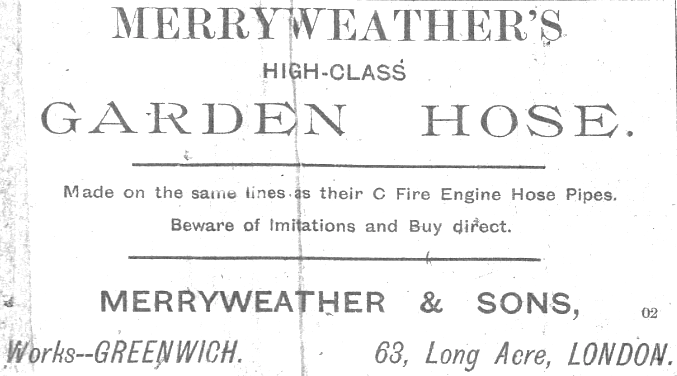 MERRYWEATHER'S
HIGH-CLASS
GARDEN HOSE.
Made on the same lines as their C Fire Engine Hose Pipes.
Beware of Imitations and Buy direct.
MERRYWEATHER & SONS, 02
Works--GREENWICH. 63, Long Acre, LONDON.